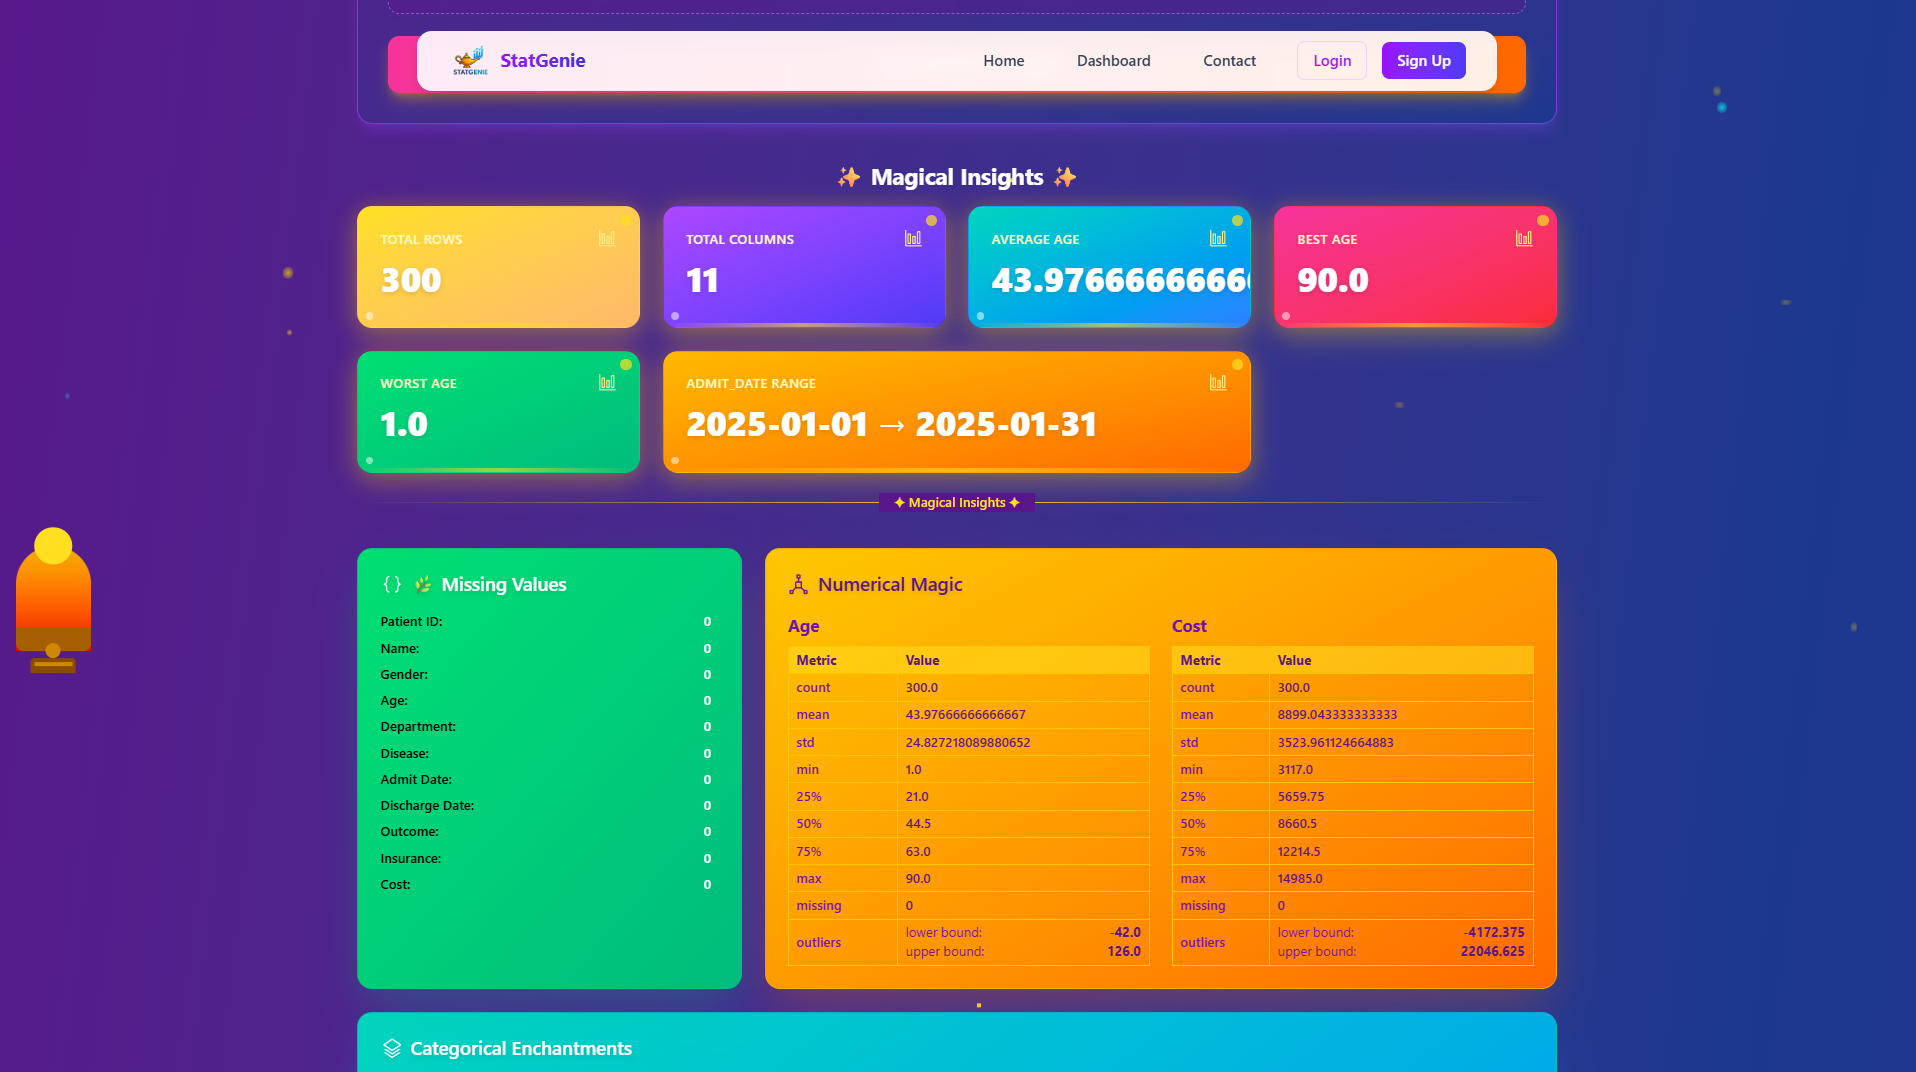 STATGENIE
StatGenie
Home
Dashboard
Contact
Login
Sign Up
✨ Magical Insights ✨
TOTAL ROWS
300
TOTAL COLUMNS
11
AVERAGE AGE
43.9766666666666
BEST AGE
90.0
WORST AGE
1.0
ADMIT_DATE RANGE
2025-01-01 → 2025-01-31
✦ Magical Insights ✦
{} 🌿 Missing Values
Patient ID: 0
Name: 0
Gender: 0
Age: 0
Department: 0
Disease: 0
Admit Date: 0
Discharge Date: 0
Outcome: 0
Insurance: 0
Cost: 0
Numerical Magic
Age
Metric Value
count 300.0
mean 43.97666666666667
std 24.827218089880652
min 1.0
25% 21.0
50% 44.5
75% 63.0
max 90.0
missing 0
outliers
lower bound: -42.0
upper bound: 126.0
Cost
Metric Value
count 300.0
mean 8899.043333333333
std 3523.961124664883
min 3117.0
25% 5659.75
50% 8660.5
75% 12214.5
max 14985.0
missing 0
outliers
lower bound: -4172.375
upper bound: 22046.625
Categorical Enchantments